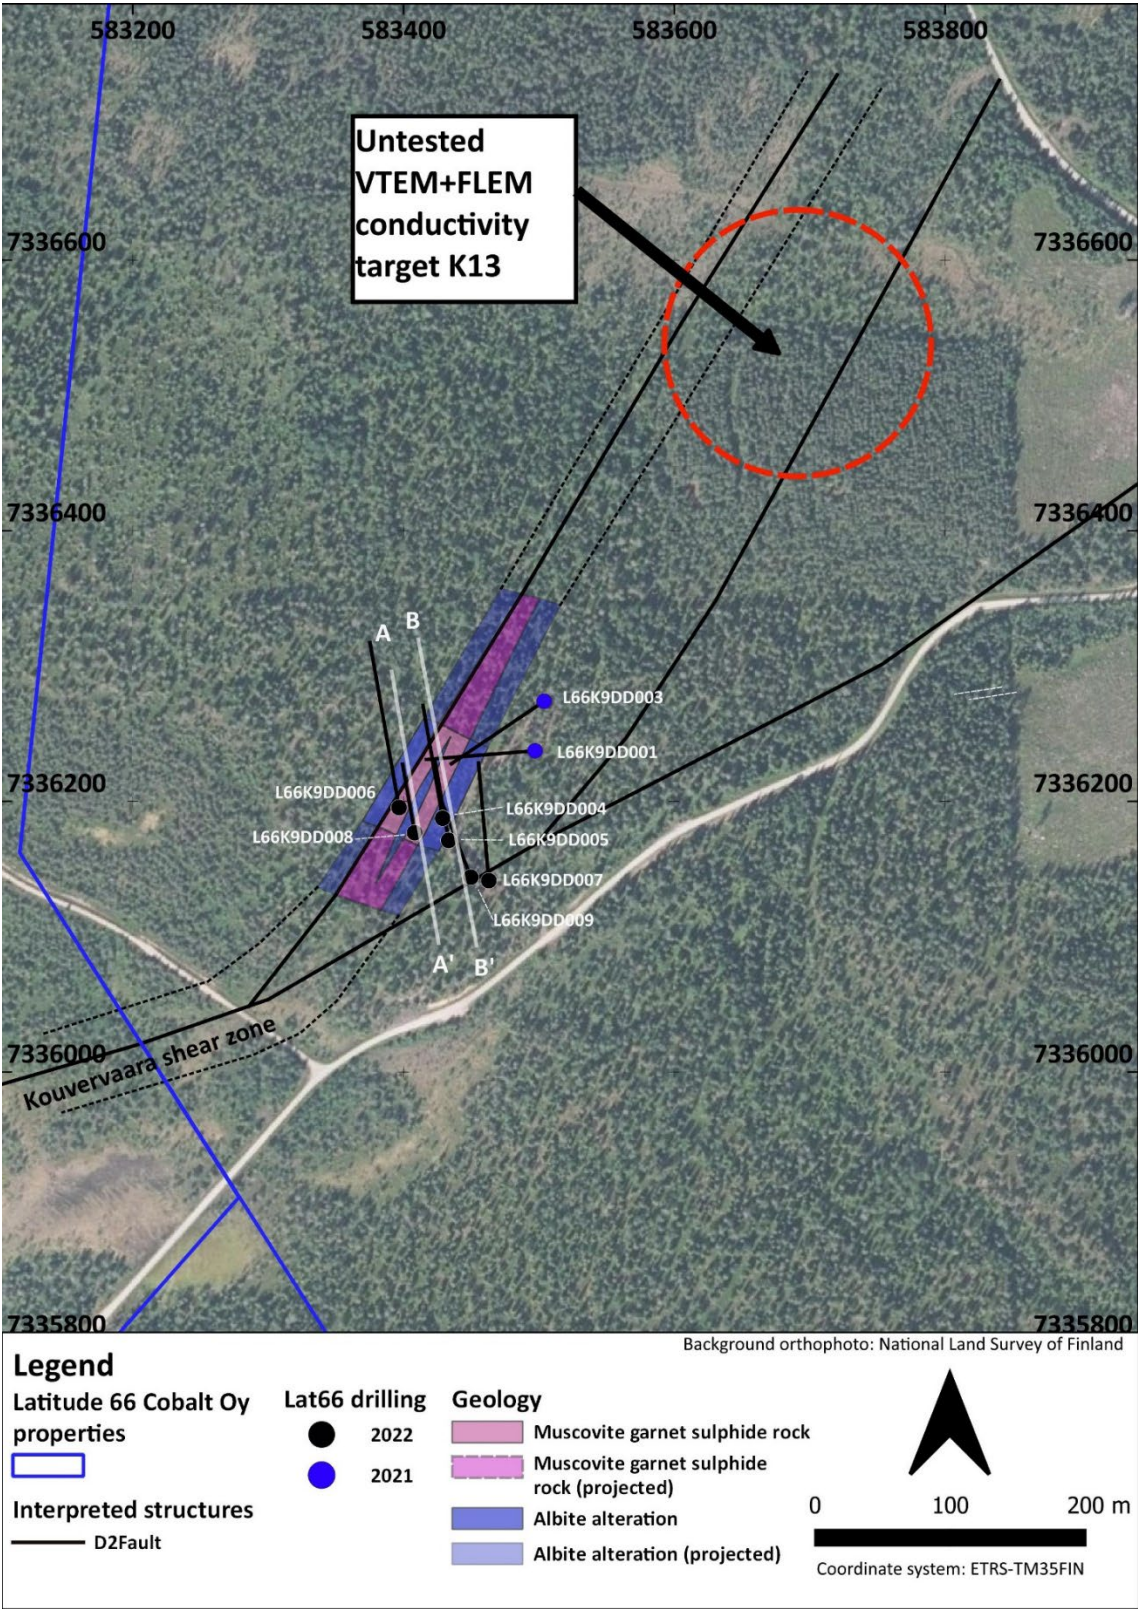 583200 583400 583600 583800
Untested
VTEM+FLEM
conductivity
target K13
7336600 7336600
7336400 7336400
A B
L66K9DD003
L66K9DD001
7336200 7336200
L66K9DD006
L66K9DD004
L66K9DD008
L66K9DD005
L66K9DD007
L66K9DD009
A' B'
7336000 7336000
Kouvervaara shear zone
7335800 7335800
Background orthophoto: National Land Survey of Finland
Legend
Latitude 66 Cobalt Oy
properties
Interpreted structures
D2Fault
Lat66 drilling
2022
2021
Geology
Muscovite garnet sulphide rock
Muscovite garnet sulphide
rock (projected)
Albite alteration
Albite alteration (projected)
0 100 200 m
Coordinate system: ETRS-TM35FIN